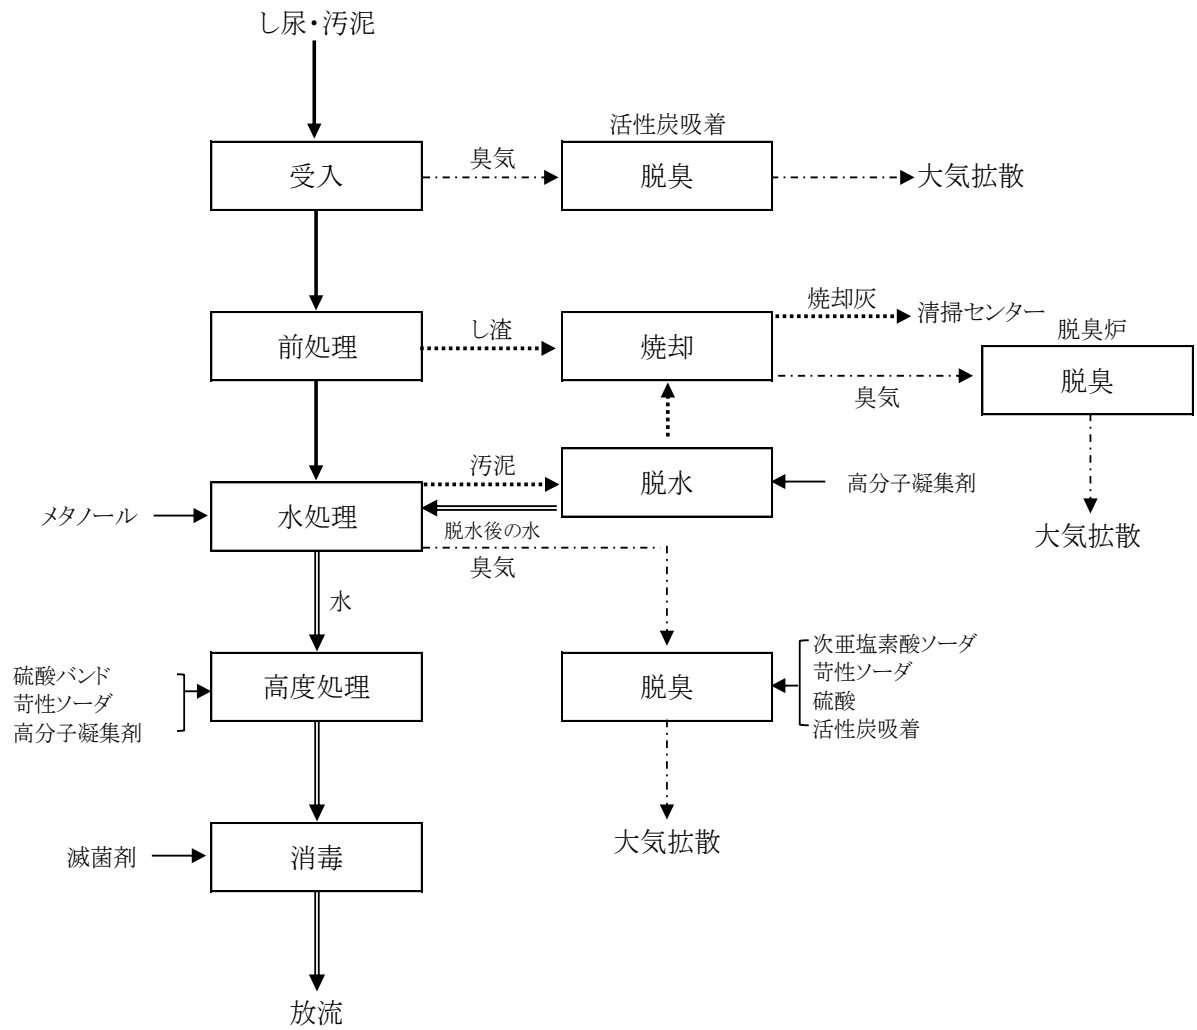 し尿・汚泥
活性炭吸着
受入
臭気
脱臭
大気拡散
前処理
し渣
焼却
焼却灰
清掃センター
脱臭炉
臭気
脱臭
大気拡散
メタノール
水処理
汚泥
脱水後の水
臭気
脱水
高分子凝集剤
水
硫酸バンド
苛性ソーダ
高分子凝集剤
高度処理
脱臭
次亜塩素酸ソーダ
苛性ソーダ
硫酸
活性炭吸着
大気拡散
滅菌剤
消毒
放流